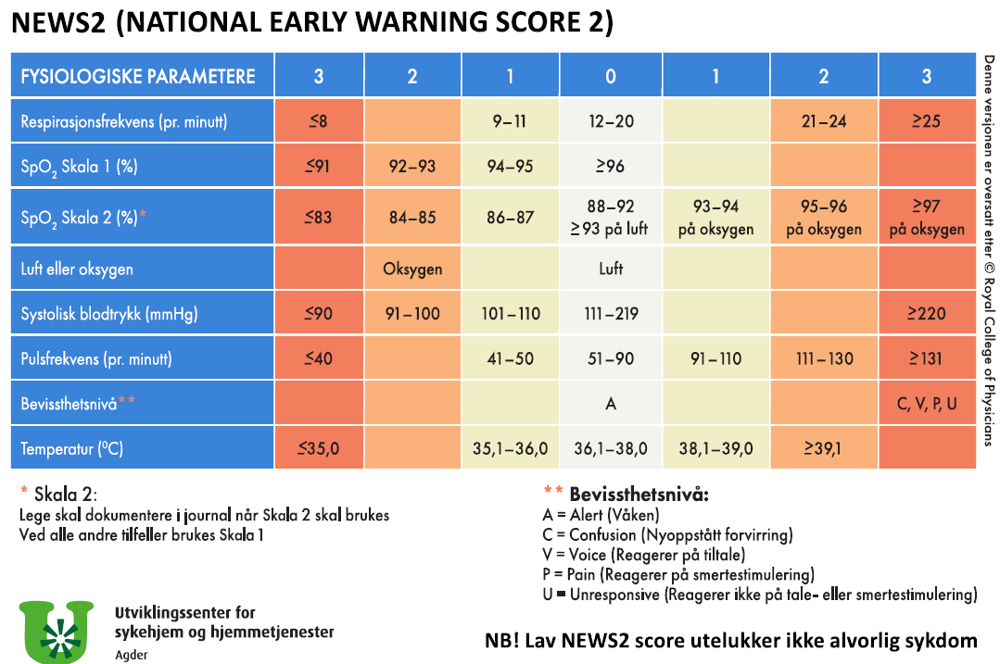 NEWS2 (NATIONAL EARLY WARNING SCORE 2)
FYSIOLOGISKE PARAMETERE 3 2 1 0 1 2 3
Respirasjonsfrekvens (pr. minutt) ≤8 9–11 12–20 21–24 ≥25
SpO₂ Skala 1 (%) ≤91 92–93 94–95 ≥96
SpO₂ Skala 2 (%)* ≤83 84–85 86–87 88–92 ≥93 på luft 93–94 på oksygen 95–96 på oksygen ≥97 på oksygen
Luft eller oksygen Oksygen Luft
Systolisk blodtrykk (mmHg) ≤90 91–100 101–110 111–219 ≥220
Pulsfrekvens (pr. minutt) ≤40 41–50 51–90 91–110 111–130 ≥131
Bevissthetsnivå** A C, V, P, U
Temperatur (⁰C) ≤35,0 35,1–36,0 36,1–38,0 38,1–39,0 ≥39,1
Denne versjonen er oversatt etter © Royal College of Physicians
* Skala 2:
Lege skal dokumentere i journal når Skala 2 skal brukes
Ved alle andre tilfeller brukes Skala 1
** Bevissthetsnivå:
A = Alert (Våken)
C = Confusion (Nyoppstått forvirring)
V = Voice (Reagerer på tiltale)
P = Pain (Reagerer på smertestimulering)
U = Unresponsive (Reagerer ikke på tale- eller smertestimulering)
Utviklingssenter for
sykehjem og hjemmetjenester
Agder
NB! Lav NEWS2 score utelukker ikke alvorlig sykdom